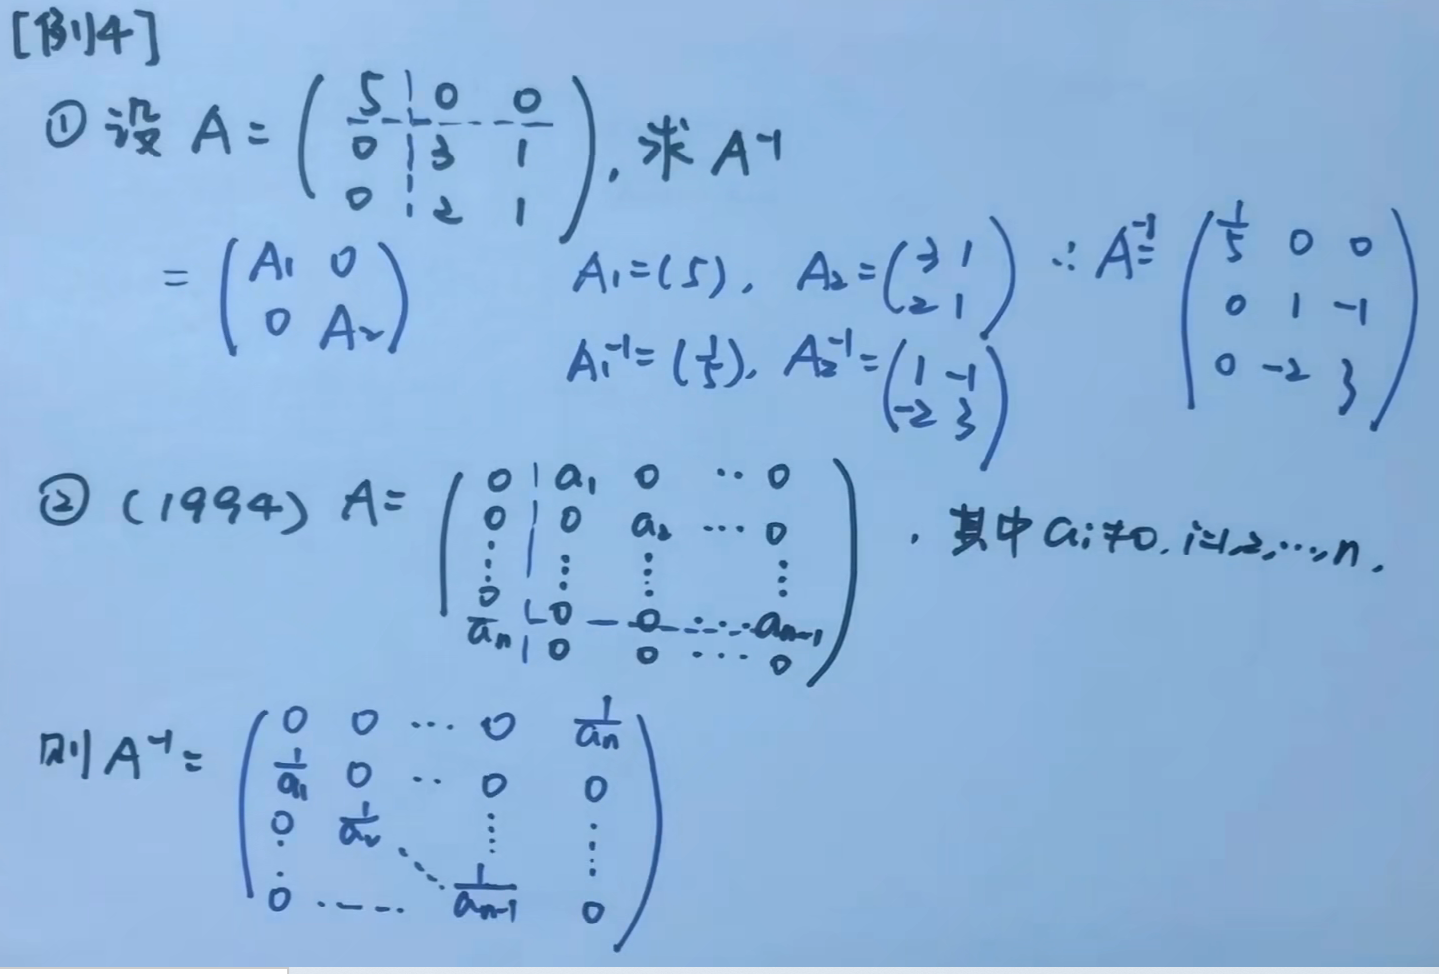 [例4]
① 设 A = \begin{pmatrix} 5 & 0 & 0 \\ 0 & 3 & 1 \\ 0 & 2 & 1 \end{pmatrix}. 求 A^{-1}
= \begin{pmatrix} A_1 & 0 \\ 0 & A_2 \end{pmatrix} A_1=(5), A_2=\begin{pmatrix} 3 & 1 \\ 2 & 1 \end{pmatrix} ∴ A^{-1}=\begin{pmatrix} \frac{1}{5} & 0 & 0 \\ 0 & 1 & -1 \\ 0 & -2 & 3 \end{pmatrix}
A_1^{-1}=(\frac{1}{5}), A_2^{-1}=\begin{pmatrix} 1 & -1 \\ -2 & 3 \end{pmatrix}
② (1994) A= \begin{pmatrix} 0 & a_1 & 0 & \cdots & 0 \\ 0 & 0 & a_2 & \cdots & 0 \\ \vdots & \vdots & \vdots & & \vdots \\ 0 & 0 & 0 & \cdots & a_{n-1} \\ a_n & 0 & 0 & \cdots & 0 \end{pmatrix}. 其中 a_i≠0, i=1,2,…,n.
则 A^{-1}= \begin{pmatrix} 0 & 0 & \cdots & 0 & \frac{1}{a_n} \\ \frac{1}{a_1} & 0 & \cdots & 0 & 0 \\ 0 & \frac{1}{a_2} & & \vdots & \vdots \\ \vdots & & \ddots & & \vdots \\ 0 & \cdots & & \frac{1}{a_{n-1}} & 0 \end{pmatrix}